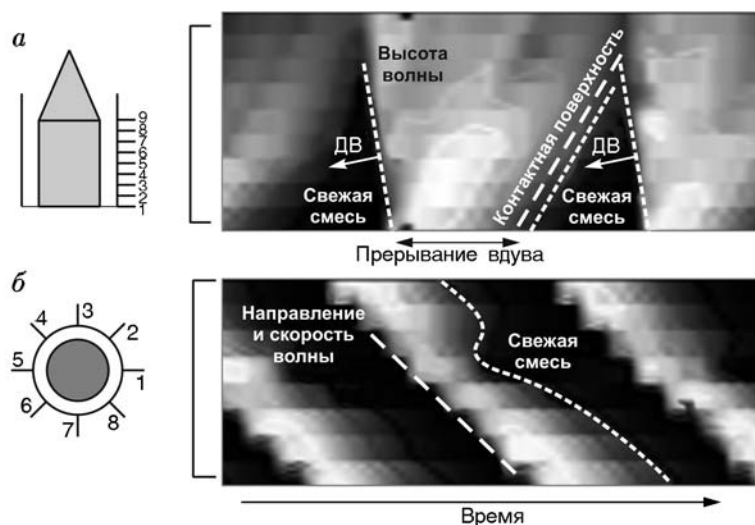 а
9
8
7
6
5
4
3
2
1
Высота
волны
ДВ
Свежая
смесь
Контактная поверхность
ДВ
Свежая
смесь
Прерывание вдува
б
3
4
2
5
1
6
8
7
Направление
и скорость
волны
Свежая
смесь
Время